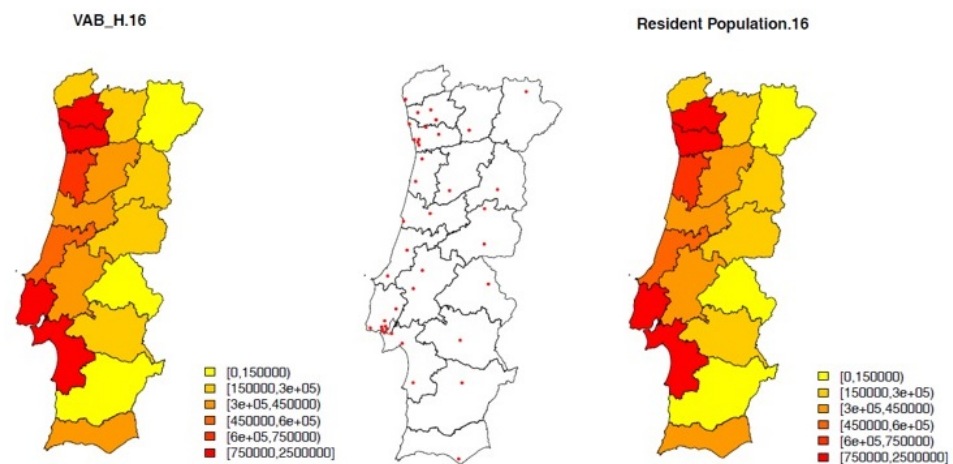 VAB_H.16
Resident Population.16
[0,150000)
[150000,3e+05)
[3e+05,450000)
[450000,6e+05)
[6e+05,750000)
[750000,2500000]
[0,150000)
[150000,3e+05)
[3e+05,450000)
[450000,6e+05)
[6e+05,750000)
[750000,2500000]